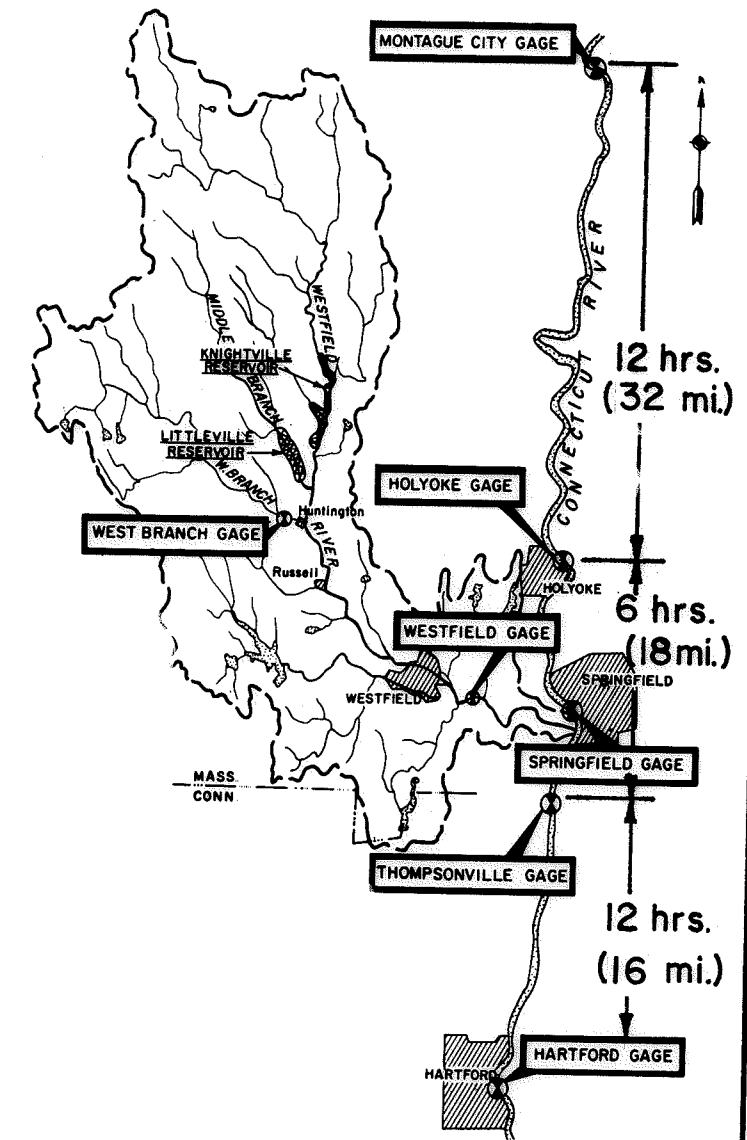 MONTAGUE CITY GAGE
N
CONNECTICUT RIVER
MIDDLE BRANCH
WESTFIELD RIVER
12 hrs.
(32 mi.)
KNIGHTVILLE
RESERVOIR
LITTLEVILLE
RESERVOIR
W. BRANCH
HOLYOKE GAGE
Huntington
WEST BRANCH GAGE
Russell
HOLYOKE
6 hrs.
(18mi.)
WESTFIELD GAGE
SPRINGFIELD
WESTFIELD
SPRINGFIELD GAGE
MASS
CONN
THOMPSONVILLE GAGE
12 hrs.
(16 mi.)
HARTFORD GAGE
HARTFORD